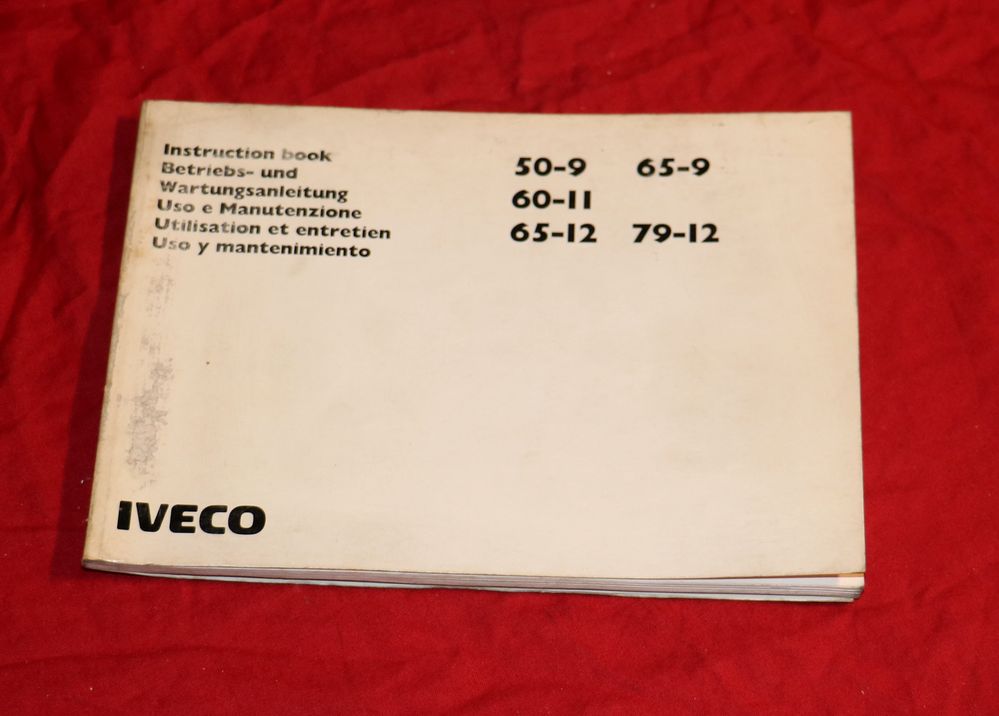 Instruction book
Betriebs- und
Wartungsanleitung
Uso e Manutenzione
Utilisation et entretien
Uso y mantenimiento
50-9 65-9
60-11
65-12 79-12
IVECO